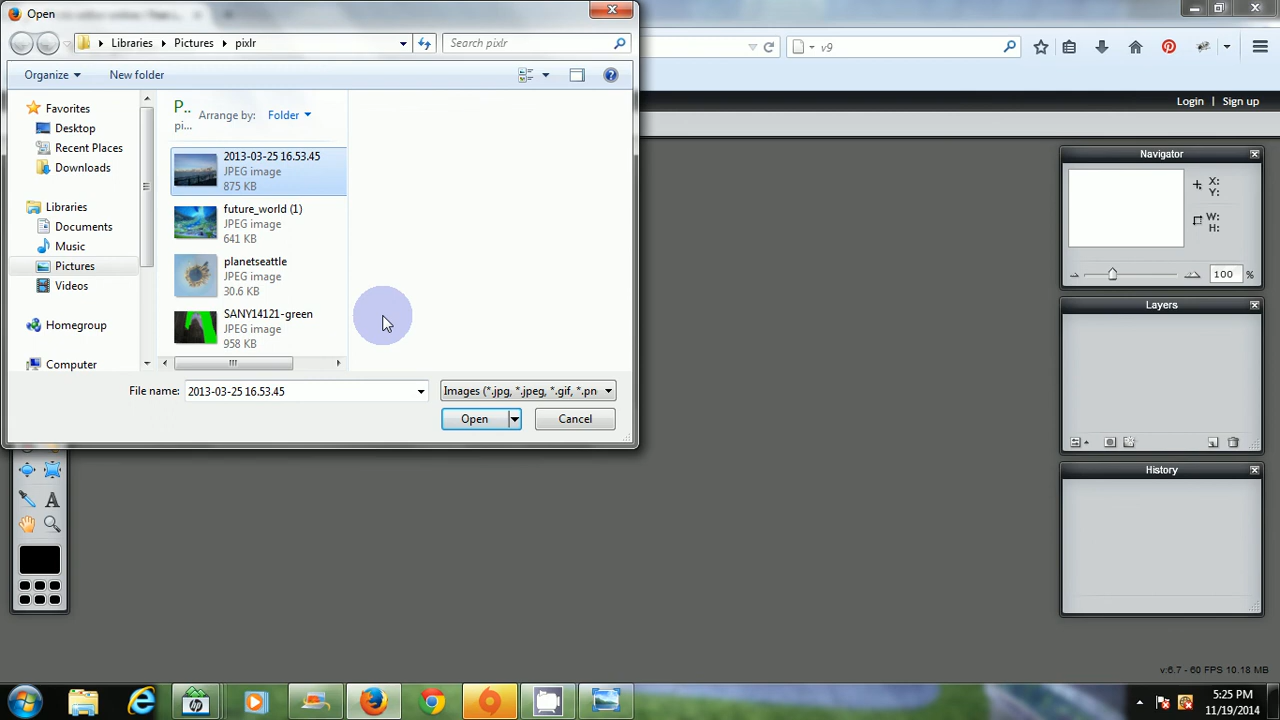 Open
Libraries Pictures pixlr
Search pixlr
v9
Organize
New folder
Login | Sign up
Favorites
Desktop
Recent Places
Downloads
Libraries
Documents
Music
Pictures
Videos
Homegroup
Computer
P..
pi...
Arrange by: Folder
2013-03-25 16.53.45
JPEG image
875 KB
future_world (1)
JPEG image
641 KB
planetseattle
JPEG image
30.6 KB
SANY14121-green
JPEG image
958 KB
File name: 2013-03-25 16.53.45
Images (*.jpg, *.jpeg, *.gif, *.pn
Open
Cancel
Navigator
X:
Y:
W:
H:
100 %
Layers
History
v:6.7 - 60 FPS 10.18 MB
5:25 PM
11/19/2014